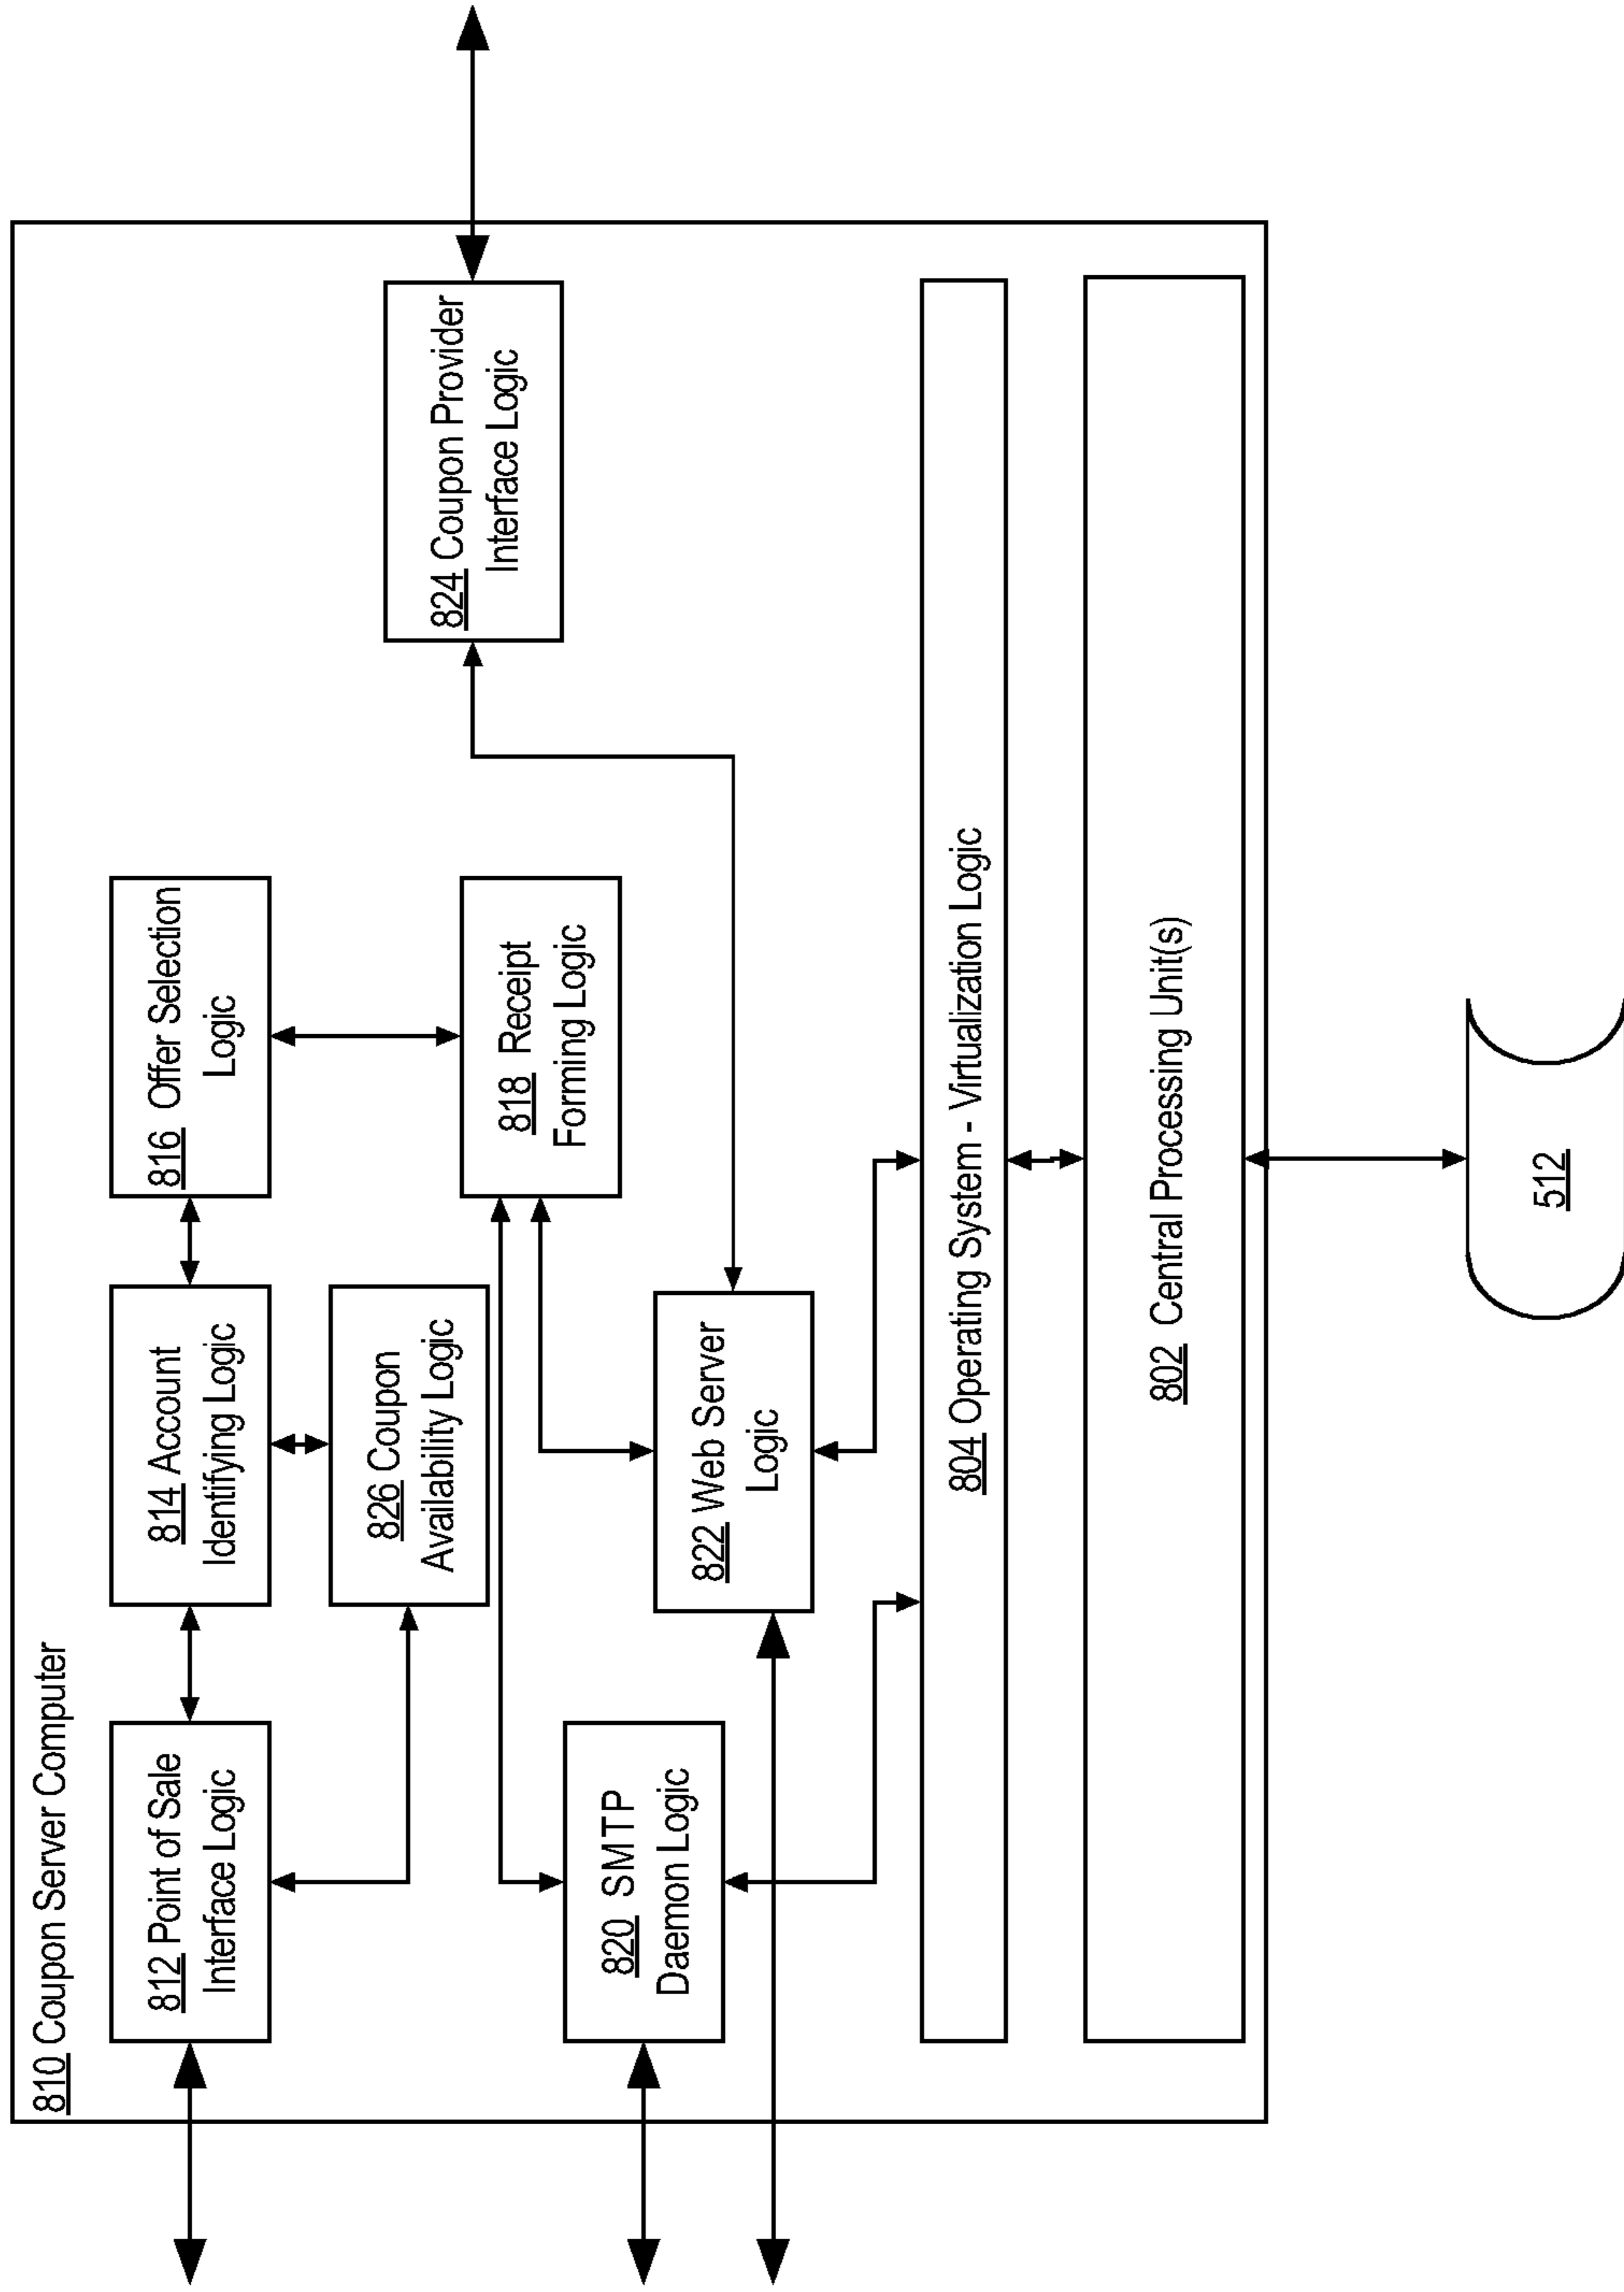 810 Coupon Server Computer
812 Point of Sale
Interface Logic
814 Account
Identifying Logic
816 Offer Selection
Logic
826 Coupon
Availability Logic
818 Receipt
Forming Logic
824 Coupon Provider
Interface Logic
820 SMTP
Daemon Logic
822 Web Server
Logic
804 Operating System - Virtualization Logic
802 Central Processing Unit(s)
512